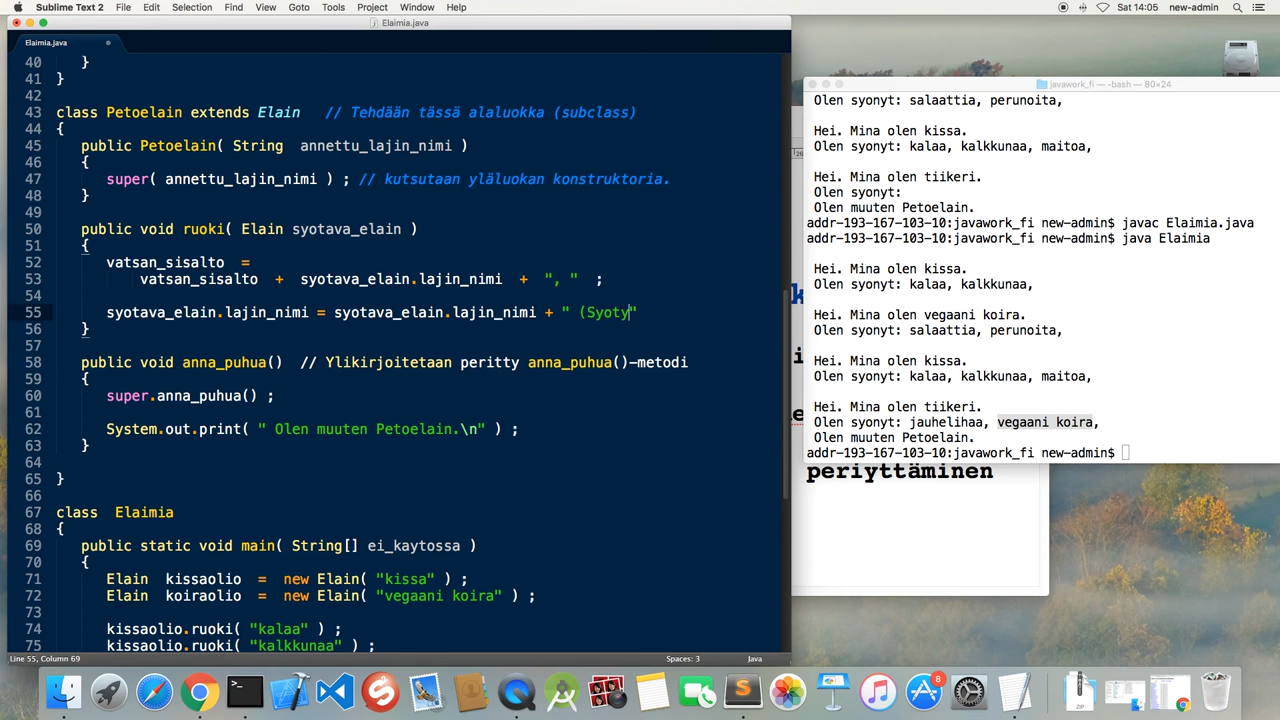 Sublime Text 2 File Edit Selection Find View Goto Tools Project Window Help Sat 14:05 new-admin
Elaimia.java
Elaimia.java
40 }
41 }
42
43 class Petoelain extends Elain // Tehdään tässä alaluokka (subclass)
44 {
45 public Petoelain( String annettu_lajin_nimi )
46 {
47 super( annettu_lajin_nimi ) ; // kutsutaan yläluokan konstruktoria.
48 }
49
50 public void ruoki( Elain syotava_elain )
51 {
52 vatsan_sisalto =
53 vatsan_sisalto + syotava_elain.lajin_nimi + ", " ;
54
55 syotava_elain.lajin_nimi = syotava_elain.lajin_nimi + " (Syoty"
56 }
57
58 public void anna_puhua() // Ylikirjoitetaan peritty anna_puhua()-metodi
59 {
60 super.anna_puhua() ;
61
62 System.out.print( " Olen muuten Petoelain.\n" ) ;
63 }
64
65 }
66
67 class Elaimia
68 {
69 public static void main( String[] ei_kaytossa )
70 {
71 Elain kissaolio = new Elain( "kissa" ) ;
72 Elain koiraolio = new Elain( "vegaani koira" ) ;
73
74 kissaolio.ruoki( "kalaa" ) ;
75 kissaolio.ruoki( "kalkkunaa" ) ;
Line 55, Column 69 Spaces: 3 Java
javawork_fi — -bash — 80×24
Olen syonyt: salaattia, perunoita,
Hei. Mina olen kissa.
Olen syonyt: kalaa, kalkkunaa, maitoa,
Hei. Mina olen tiikeri.
Olen syonyt:
Olen muuten Petoelain.
addr-193-167-103-10:javawork_fi new-admin$ javac Elaimia.java
addr-193-167-103-10:javawork_fi new-admin$ java Elaimia
Hei. Mina olen kissa.
Olen syonyt: kalaa, kalkkunaa,
Hei. Mina olen vegaani koira.
Olen syonyt: salaattia, perunoita,
Hei. Mina olen kissa.
Olen syonyt: kalaa, kalkkunaa, maitoa,
Hei. Mina olen tiikeri.
Olen syonyt: jauhelihaa, vegaani koira,
Olen muuten Petoelain.
addr-193-167-103-10:javawork_fi new-admin$
periyttäminen
8
ZIP